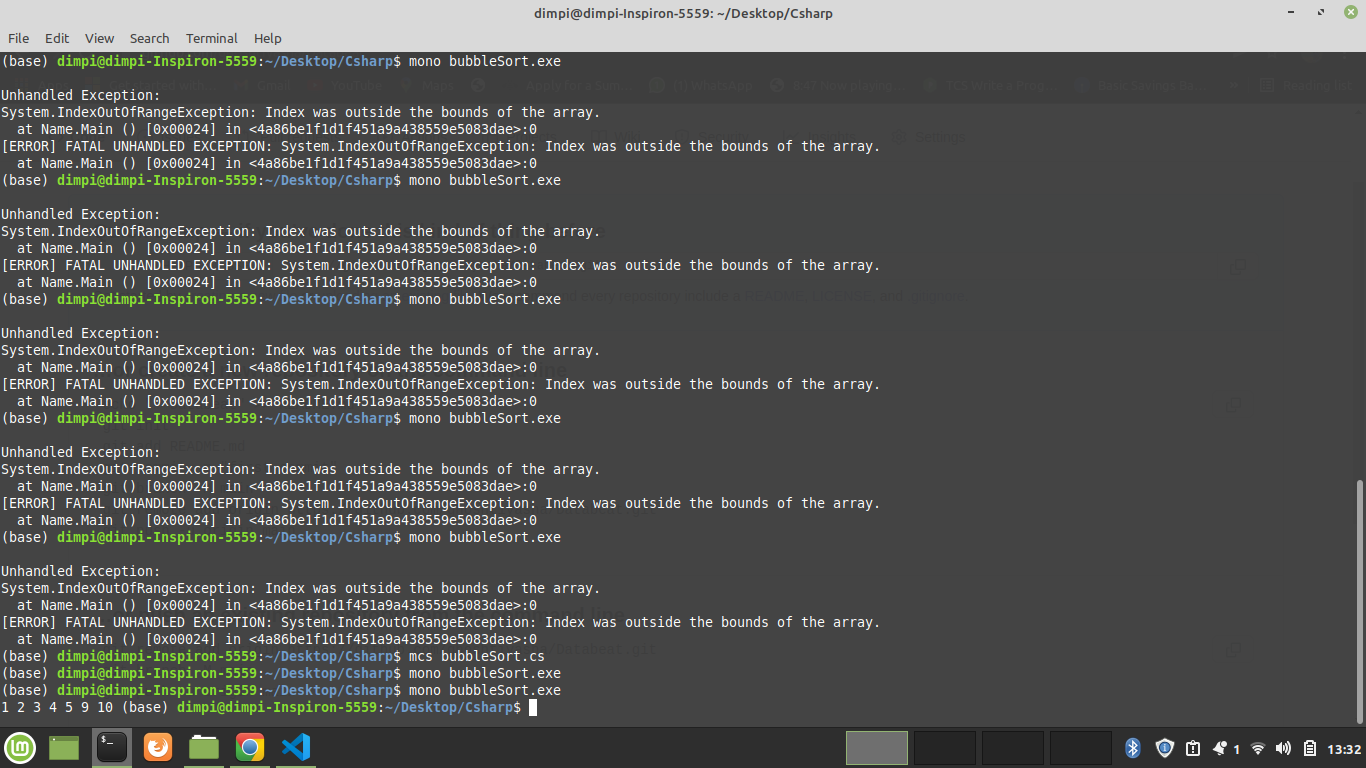 dimpi@dimpi-Inspiron-5559: ~/Desktop/Csharp
File Edit View Search Terminal Help
(base) dimpi@dimpi-Inspiron-5559:~/Desktop/Csharp$ mono bubbleSort.exe
Unhandled Exception:
System.IndexOutOfRangeException: Index was outside the bounds of the array.
  at Name.Main () [0x00024] in <4a86be1f1d1f451a9a438559e5083dae>:0
[ERROR] FATAL UNHANDLED EXCEPTION: System.IndexOutOfRangeException: Index was outside the bounds of the array.
  at Name.Main () [0x00024] in <4a86be1f1d1f451a9a438559e5083dae>:0
(base) dimpi@dimpi-Inspiron-5559:~/Desktop/Csharp$ mono bubbleSort.exe
Unhandled Exception:
System.IndexOutOfRangeException: Index was outside the bounds of the array.
  at Name.Main () [0x00024] in <4a86be1f1d1f451a9a438559e5083dae>:0
[ERROR] FATAL UNHANDLED EXCEPTION: System.IndexOutOfRangeException: Index was outside the bounds of the array.
  at Name.Main () [0x00024] in <4a86be1f1d1f451a9a438559e5083dae>:0
(base) dimpi@dimpi-Inspiron-5559:~/Desktop/Csharp$ mono bubbleSort.exe
Unhandled Exception:
System.IndexOutOfRangeException: Index was outside the bounds of the array.
  at Name.Main () [0x00024] in <4a86be1f1d1f451a9a438559e5083dae>:0
[ERROR] FATAL UNHANDLED EXCEPTION: System.IndexOutOfRangeException: Index was outside the bounds of the array.
  at Name.Main () [0x00024] in <4a86be1f1d1f451a9a438559e5083dae>:0
(base) dimpi@dimpi-Inspiron-5559:~/Desktop/Csharp$ mono bubbleSort.exe
Unhandled Exception:
System.IndexOutOfRangeException: Index was outside the bounds of the array.
  at Name.Main () [0x00024] in <4a86be1f1d1f451a9a438559e5083dae>:0
[ERROR] FATAL UNHANDLED EXCEPTION: System.IndexOutOfRangeException: Index was outside the bounds of the array.
  at Name.Main () [0x00024] in <4a86be1f1d1f451a9a438559e5083dae>:0
(base) dimpi@dimpi-Inspiron-5559:~/Desktop/Csharp$ mono bubbleSort.exe
Unhandled Exception:
System.IndexOutOfRangeException: Index was outside the bounds of the array.
  at Name.Main () [0x00024] in <4a86be1f1d1f451a9a438559e5083dae>:0
[ERROR] FATAL UNHANDLED EXCEPTION: System.IndexOutOfRangeException: Index was outside the bounds of the array.
  at Name.Main () [0x00024] in <4a86be1f1d1f451a9a438559e5083dae>:0
(base) dimpi@dimpi-Inspiron-5559:~/Desktop/Csharp$ mcs bubbleSort.cs
(base) dimpi@dimpi-Inspiron-5559:~/Desktop/Csharp$ mono bubbleSort.exe
(base) dimpi@dimpi-Inspiron-5559:~/Desktop/Csharp$ mono bubbleSort.exe
1 2 3 4 5 9 10 (base) dimpi@dimpi-Inspiron-5559:~/Desktop/Csharp$
1 13:32